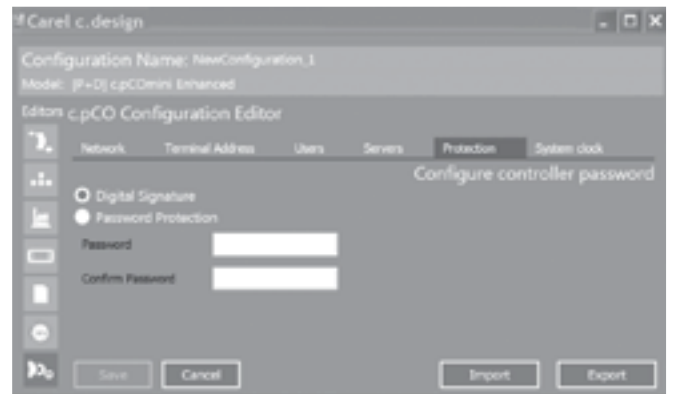 Carel c.design
Configuration Name: NewConfiguration_1
Model: [P+D] c.pCOmini Enhanced
Editors c.pCO Configuration Editor
Network Terminal Address Users Servers Protection System clock
Configure controller password
Digital Signature
Password Protection
Password
Confirm Password
Save Cancel Import Export